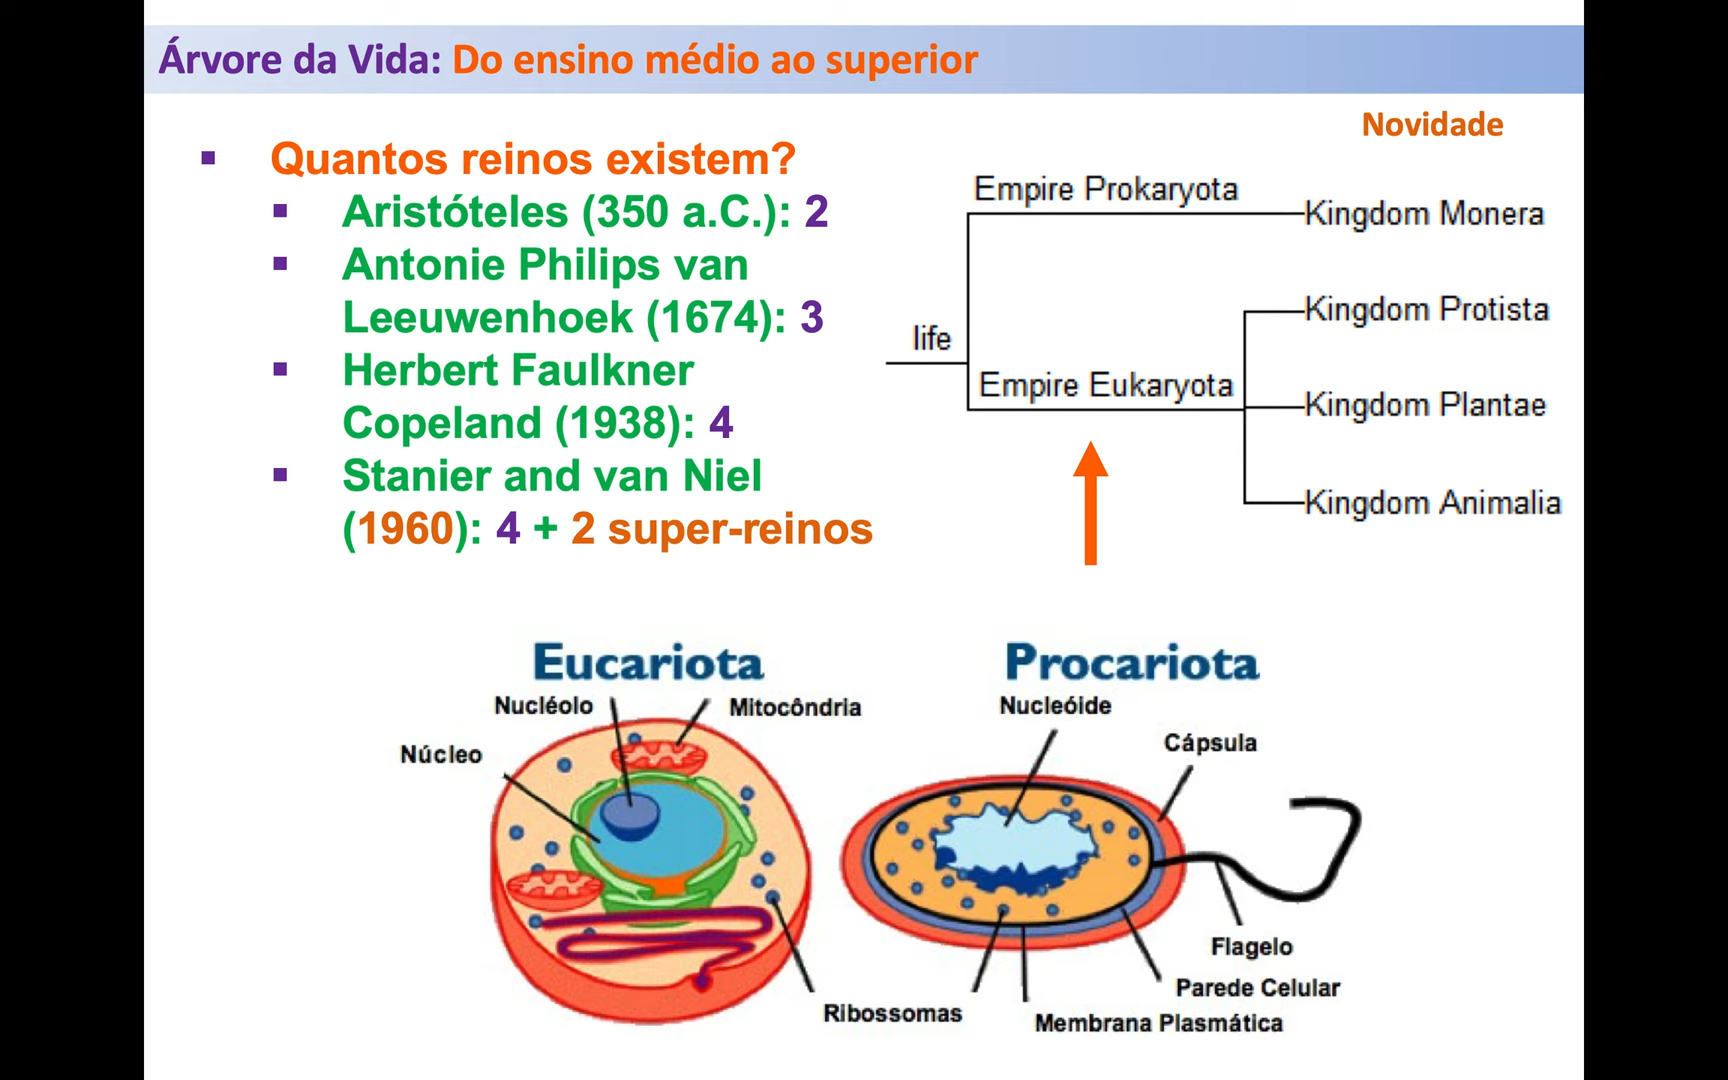 Árvore da Vida: Do ensino médio ao superior
Quantos reinos existem?
Aristóteles (350 a.C.): 2
Antonie Philips van
Leeuwenhoek (1674): 3
Herbert Faulkner
Copeland (1938): 4
Stanier and van Niel
(1960): 4 + 2 super-reinos
Novidade
Empire Prokaryota
Kingdom Monera
Kingdom Protista
life
Empire Eukaryota
Kingdom Plantae
Kingdom Animalia
Eucariota
Nucléolo
Mitocôndria
Núcleo
Procariota
Nucleóide
Cápsula
Flagelo
Parede Celular
Ribossomas
Membrana Plasmática